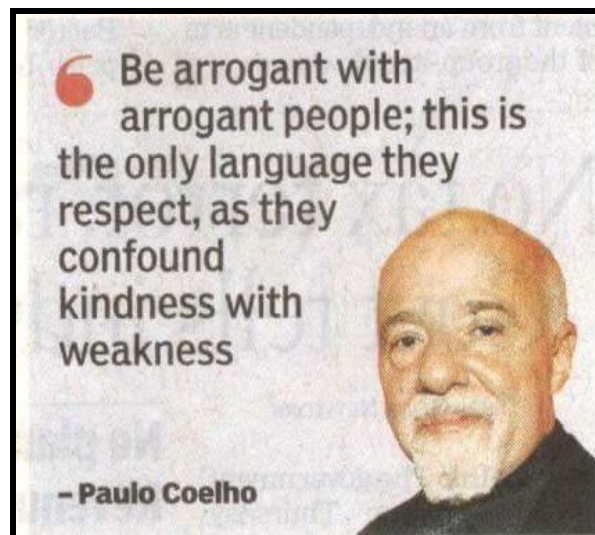 Be arrogant with
arrogant people; this is
the only language they
respect, as they
confound
kindness with
weakness
– Paulo Coelho